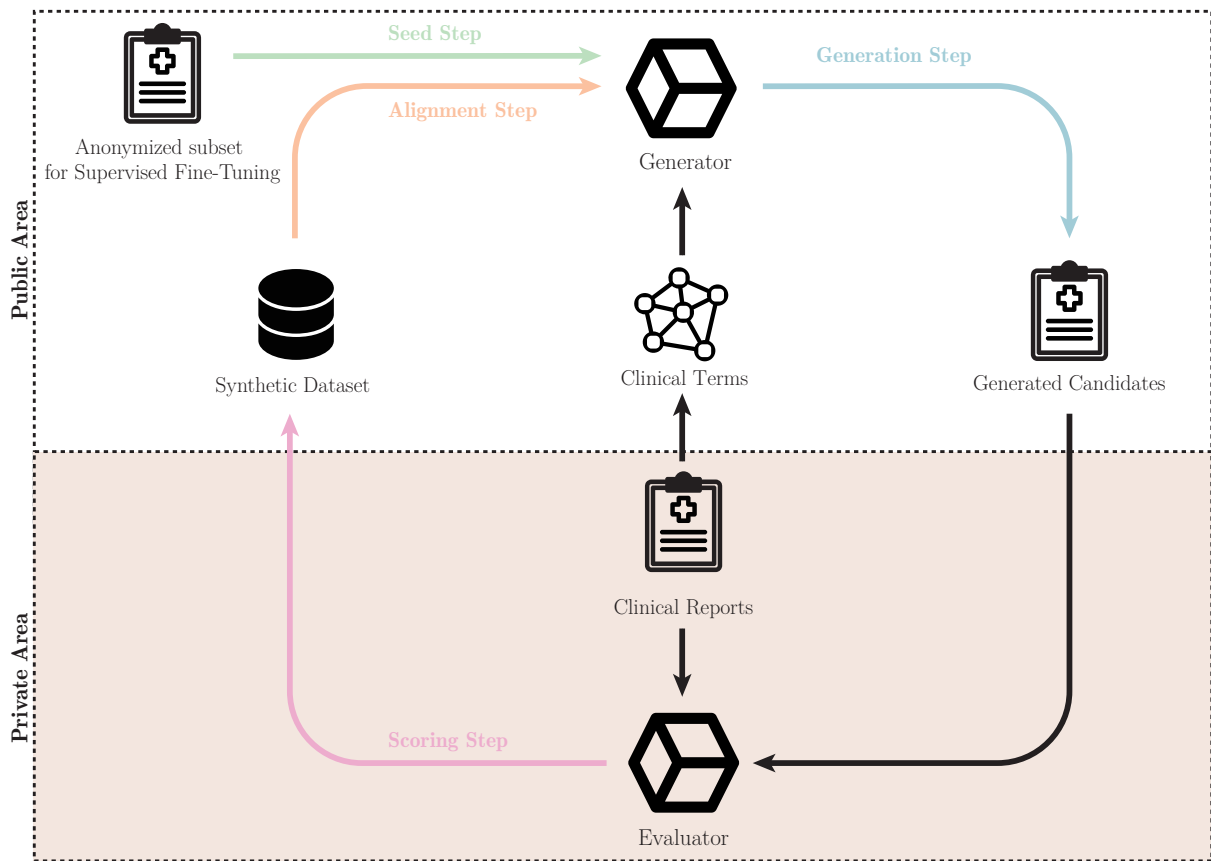 Seed Step
Generation Step
Alignment Step
Anonymized subset
for Supervised Fine-Tuning
Generator
Public Area
Synthetic Dataset
Clinical Terms
Generated Candidates
Clinical Reports
Private Area
Scoring Step
Evaluator